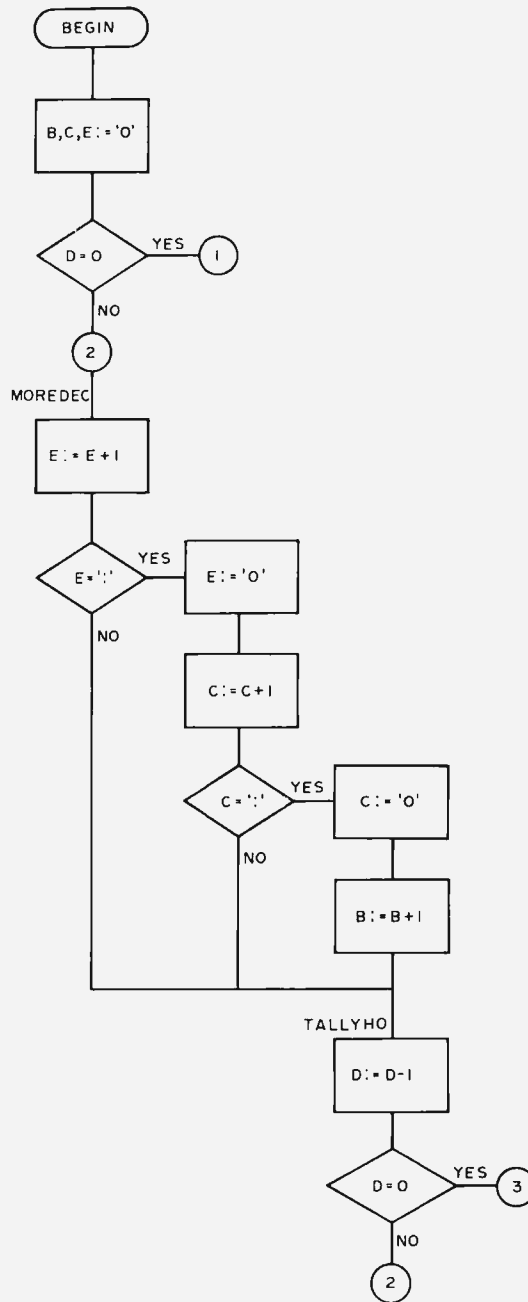 BEGIN
B,C,E:='0'
D=0
YES
1
NO
2
MOREDEC
E:=E+1
E=':'
YES
E:='0'
NO
C:=C+1
C=':'
YES
C:='0'
NO
B:=B+1
TALLYHO
D:=D-1
D=0
YES
3
NO
2